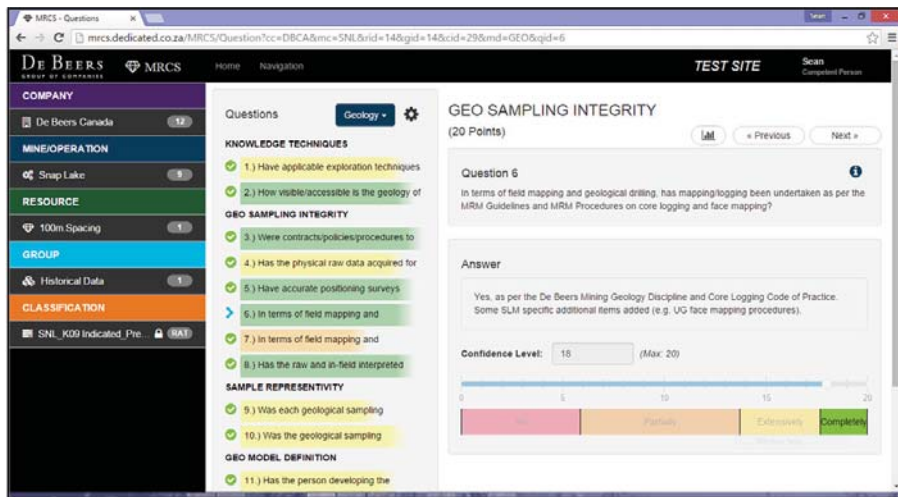 MRCS - Questions
Sean
mrcs.dedicated.co.za/MRCS/Question?cc=DBCA&mc=SNL&rid=14&gid=14&cid=29&md=GEO&qid=6
DE BEERS
GROUP OF COMPANIES
MRCS
Home
Navigation
TEST SITE
Sean
Competent Person
COMPANY
De Beers Canada
12
MINE/OPERATION
Snap Lake
9
RESOURCE
100m Spacing
1
GROUP
Historical Data
1
CLASSIFICATION
SNL_K09 Indicated_Pre...
RAT
Questions
Geology
KNOWLEDGE TECHNIQUES
1.) Have applicable exploration techniques
2.) How visible/accessible is the geology of
GEO SAMPLING INTEGRITY
3.) Were contracts/policies/procedures to
4.) Has the physical raw data acquired for
5.) Have accurate positioning surveys
6.) In terms of field mapping and
7.) In terms of field mapping and
8.) Has the raw and in-field interpreted
SAMPLE REPRESENTIVITY
9.) Was each geological sampling
10.) Was the geological sampling
GEO MODEL DEFINITION
11.) Has the person developing the
GEO SAMPLING INTEGRITY
(20 Points)
« Previous
Next »
Question 6
In terms of field mapping and geological drilling, has mapping/logging been undertaken as per the
MRM Guidelines and MRM Procedures on core logging and face mapping?
Answer
Yes, as per the De Beers Mining Geology Discipline and Core Logging Code of Practice.
Some SLM specific additional items added (e.g. UG face mapping procedures).
Confidence Level:
18
(Max: 20)
0 5 10 15 20
No
Partially
Extensively
Completely